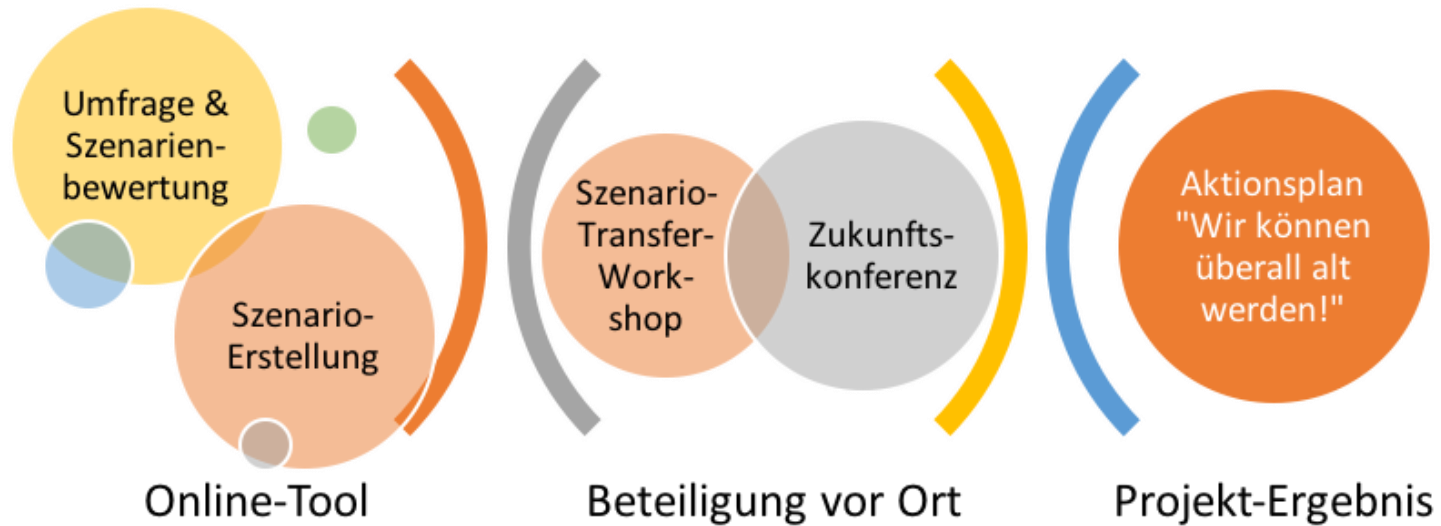 Umfrage &
Szenarien-
bewertung
Szenario-
Erstellung
Online-Tool
Szenario-
Transfer-
Work-
shop
Zukunfts-
konferenz
Beteiligung vor Ort
Aktionsplan
"Wir können
überall alt
werden!"
Projekt-Ergebnis